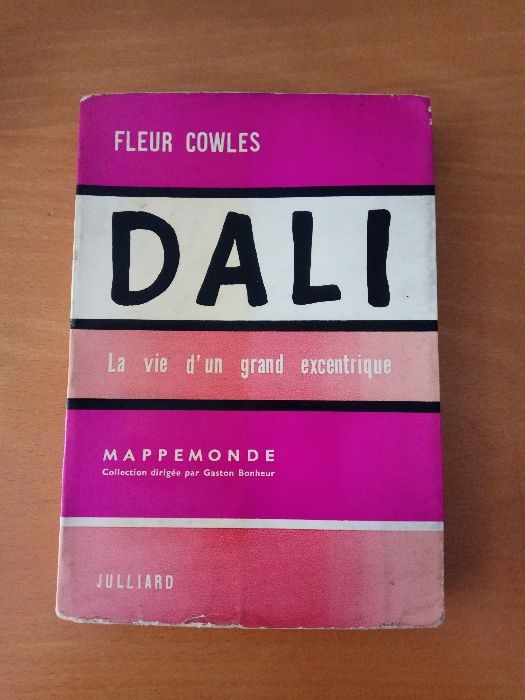 FLEUR COWLES
DALI
La vie d'un grand excentrique
MAPPEMONDE
Collection dirigée par Gaston Bonheur
JULLIARD